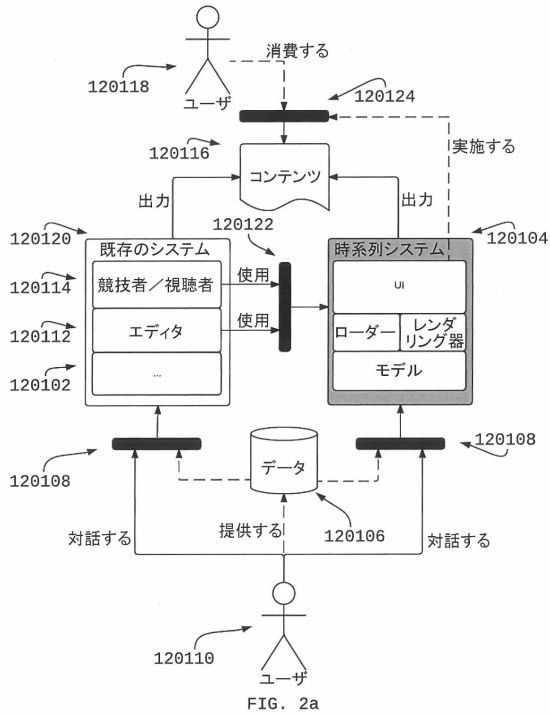 消費する
120118
ユーザ
120124
120116
コンテンツ
実施する
出力
出力
120122
120120
120104
既存のシステム
時系列システム
120114
競技者／視聴者
使用
UI
120112
エディタ
使用
ローダー
レンダ
リング器
120102
...
モデル
120108
データ
120108
対話する
提供する
120106
対話する
120110
ユーザ
FIG. 2a